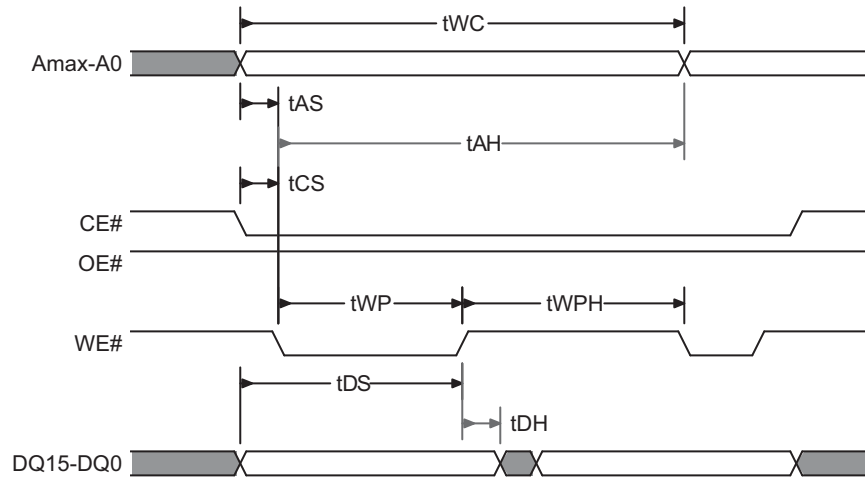 tWC
Amax-A0
tAS
tAH
tCS
CE#
OE#
tWP
tWPH
WE#
tDS
tDH
DQ15-DQ0